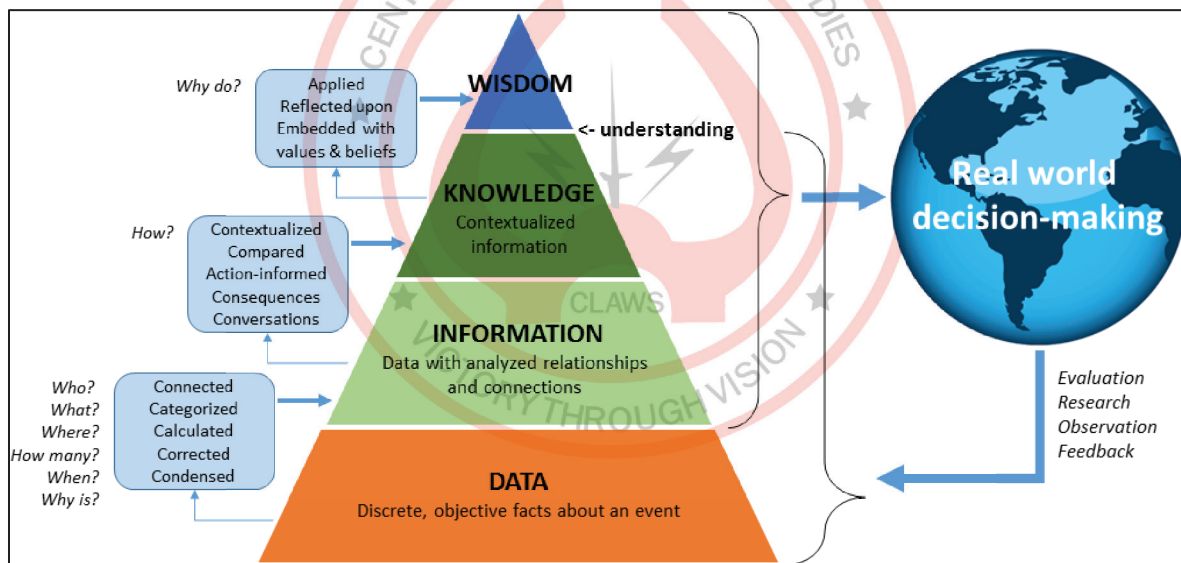 WISDOM
<- understanding
KNOWLEDGE
Contextualized
information
INFORMATION
Data with analyzed relationships
and connections
DATA
Discrete, objective facts about an event
Why do?
Applied
Reflected upon
Embedded with
values & beliefs
How?
Contextualized
Compared
Action-informed
Consequences
Conversations
Who?
What?
Where?
How many?
When?
Why is?
Connected
Categorized
Calculated
Corrected
Condensed
Real world
decision-making
Evaluation
Research
Observation
Feedback
CLAWS
VICTORY THROUGH VISION